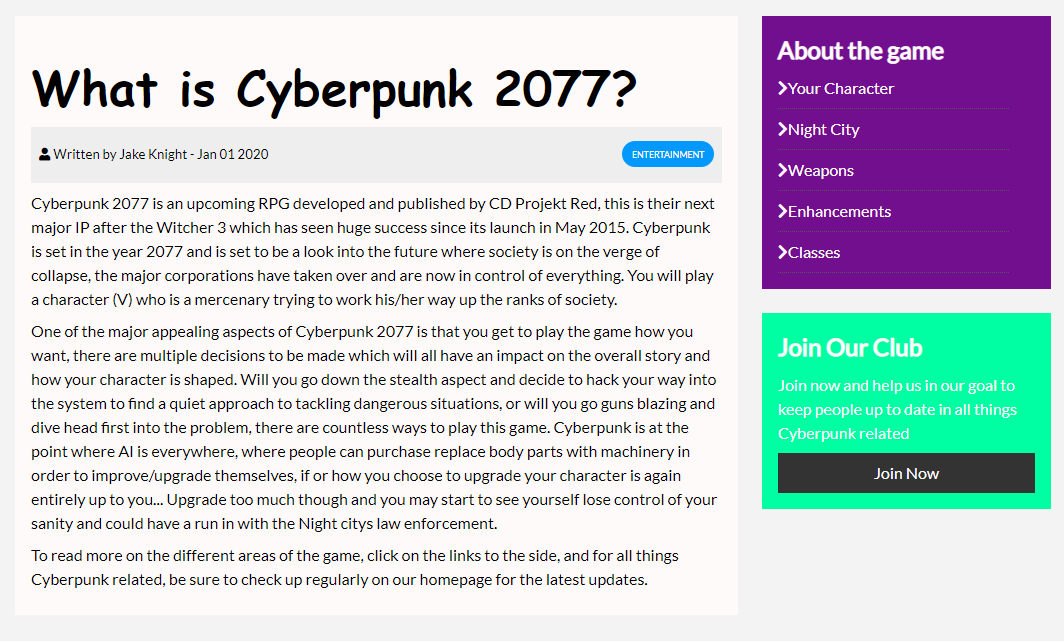 What is Cyberpunk 2077?
Written by Jake Knight - Jan 01 2020
ENTERTAINMENT
Cyberpunk 2077 is an upcoming RPG developed and published by CD Projekt Red, this is their next
major IP after the Witcher 3 which has seen huge success since its launch in May 2015. Cyberpunk
is set in the year 2077 and is set to be a look into the future where society is on the verge of
collapse, the major corporations have taken over and are now in control of everything. You will play
a character (V) who is a mercenary trying to work his/her way up the ranks of society.
One of the major appealing aspects of Cyberpunk 2077 is that you get to play the game how you
want, there are multiple decisions to be made which will all have an impact on the overall story and
how your character is shaped. Will you go down the stealth aspect and decide to hack your way into
the system to find a quiet approach to tackling dangerous situations, or will you go guns blazing and
dive head first into the problem, there are countless ways to play this game. Cyberpunk is at the
point where AI is everywhere, where people can purchase replace body parts with machinery in
order to improve/upgrade themselves, if or how you choose to upgrade your character is again
entirely up to you... Upgrade too much though and you may start to see yourself lose control of your
sanity and could have a run in with the Night citys law enforcement.
To read more on the different areas of the game, click on the links to the side, and for all things
Cyberpunk related, be sure to check up regularly on our homepage for the latest updates.
About the game
Your Character
Night City
Weapons
Enhancements
Classes
Join Our Club
Join now and help us in our goal to
keep people up to date in all things
Cyberpunk related
Join Now